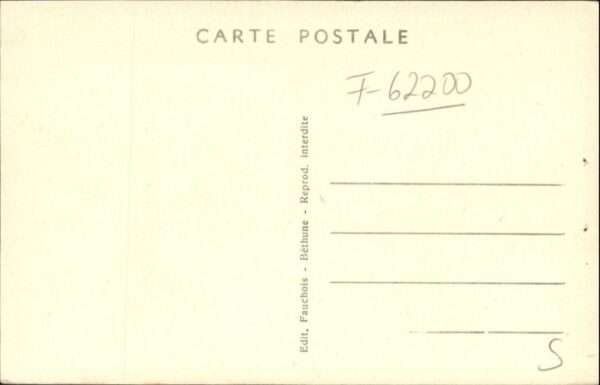 CARTE POSTALE
F-62200
Edit. Fauchois - Béthune - Reprod. interdite
S